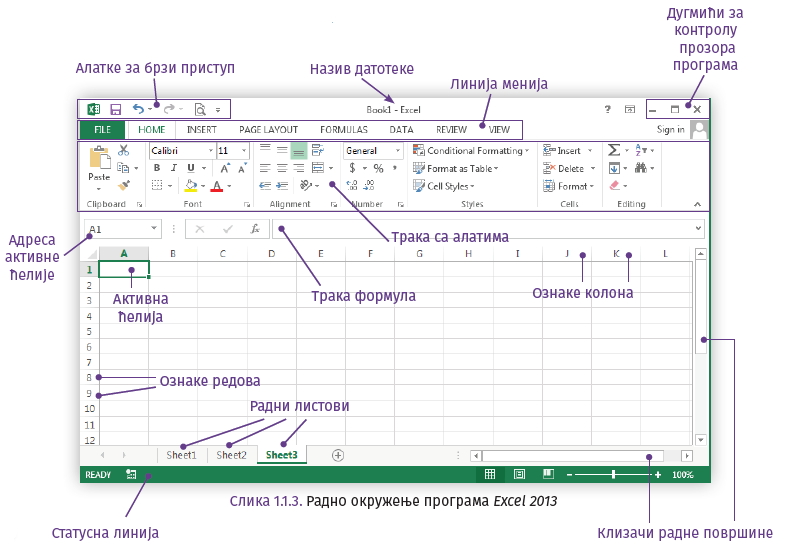 Дугмићи за
контролу
прозора
програма
Алатке за брзи приступ
Назив датотеке
Линија менија
Book1 - Excel
?
FILE HOME INSERT PAGE LAYOUT FORMULAS DATA REVIEW VIEW Sign in
Calibri 11 General Conditional Formatting Insert
Paste B I U A A $ % , Format as Table Delete
A Cell Styles Format
Clipboard Font Alignment Number Styles Cells Editing
A1 fx
Трака са алатима
Адреса
активне
ћелије
A B C D E F G H I J K L
1
Активна
ћелија
Трака формула
Ознаке колона
2
3
4
5
6
7
8
Ознаке редова
9
10
Радни листови
11
12
Sheet1 Sheet2 Sheet3
READY 100%
Слика 1.1.3. Радно окружење програма Excel 2013
Статусна линија
Клизачи радне површине